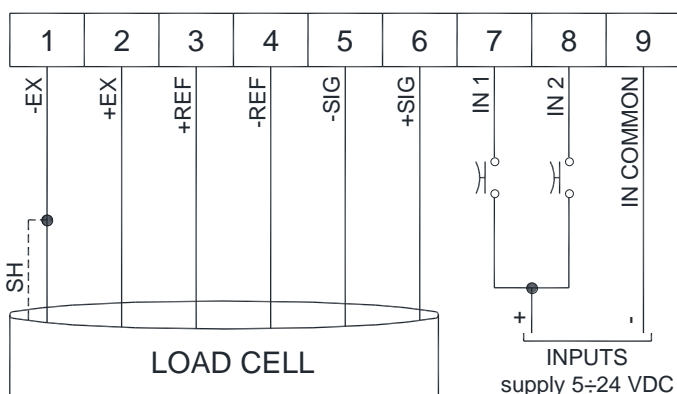 1 2 3 4 5 6 7 8 9
-EX
+EX
+REF
-REF
-SIG
+SIG
IN 1
IN 2
IN COMMON
SH
+ -
LOAD CELL
INPUTS
supply 5÷24 VDC